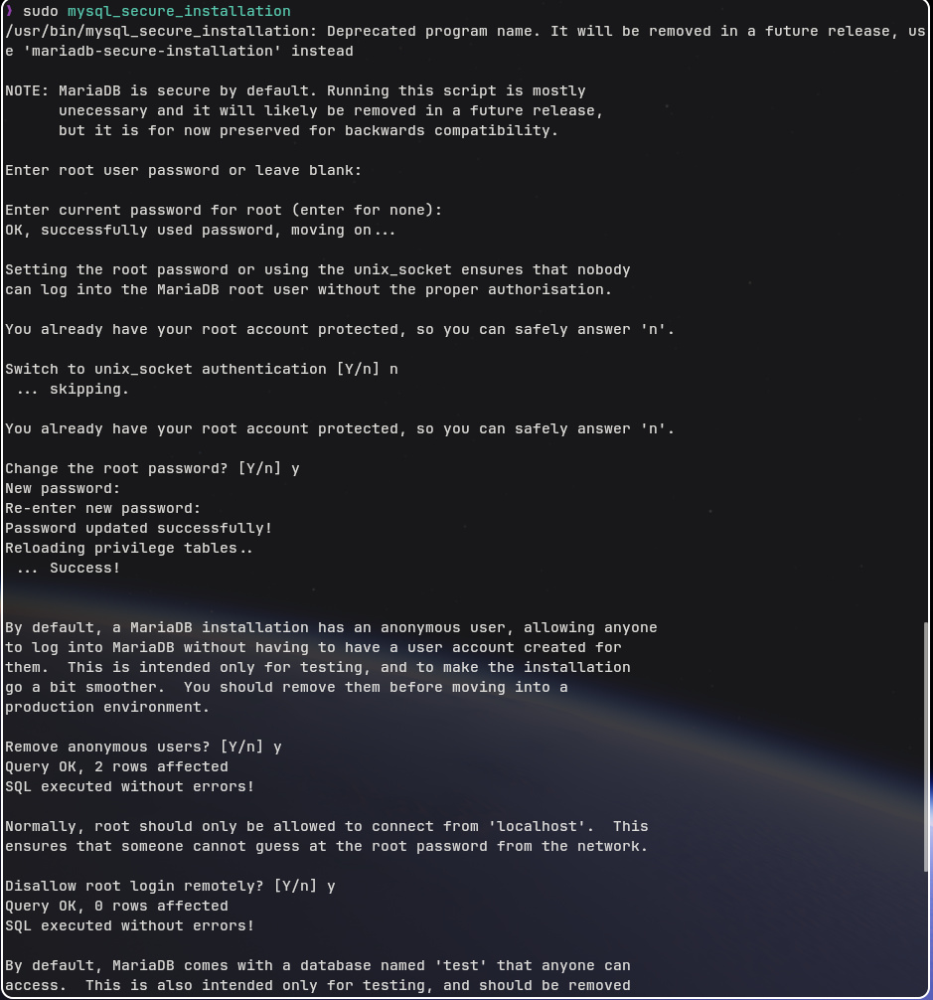 ❯ sudo mysql_secure_installation
/usr/bin/mysql_secure_installation: Deprecated program name. It will be removed in a future release, us
e 'mariadb-secure-installation' instead
NOTE: MariaDB is secure by default. Running this script is mostly
unecessary and it will likely be removed in a future release,
but it is for now preserved for backwards compatibility.
Enter root user password or leave blank:
Enter current password for root (enter for none):
OK, successfully used password, moving on...
Setting the root password or using the unix_socket ensures that nobody
can log into the MariaDB root user without the proper authorisation.
You already have your root account protected, so you can safely answer 'n'.
Switch to unix_socket authentication [Y/n] n
... skipping.
You already have your root account protected, so you can safely answer 'n'.
Change the root password? [Y/n] y
New password:
Re-enter new password:
Password updated successfully!
Reloading privilege tables..
... Success!
By default, a MariaDB installation has an anonymous user, allowing anyone
to log into MariaDB without having to have a user account created for
them.  This is intended only for testing, and to make the installation
go a bit smoother.  You should remove them before moving into a
production environment.
Remove anonymous users? [Y/n] y
Query OK, 2 rows affected
SQL executed without errors!
Normally, root should only be allowed to connect from 'localhost'.  This
ensures that someone cannot guess at the root password from the network.
Disallow root login remotely? [Y/n] y
Query OK, 0 rows affected
SQL executed without errors!
By default, MariaDB comes with a database named 'test' that anyone can
access.  This is also intended only for testing, and should be removed